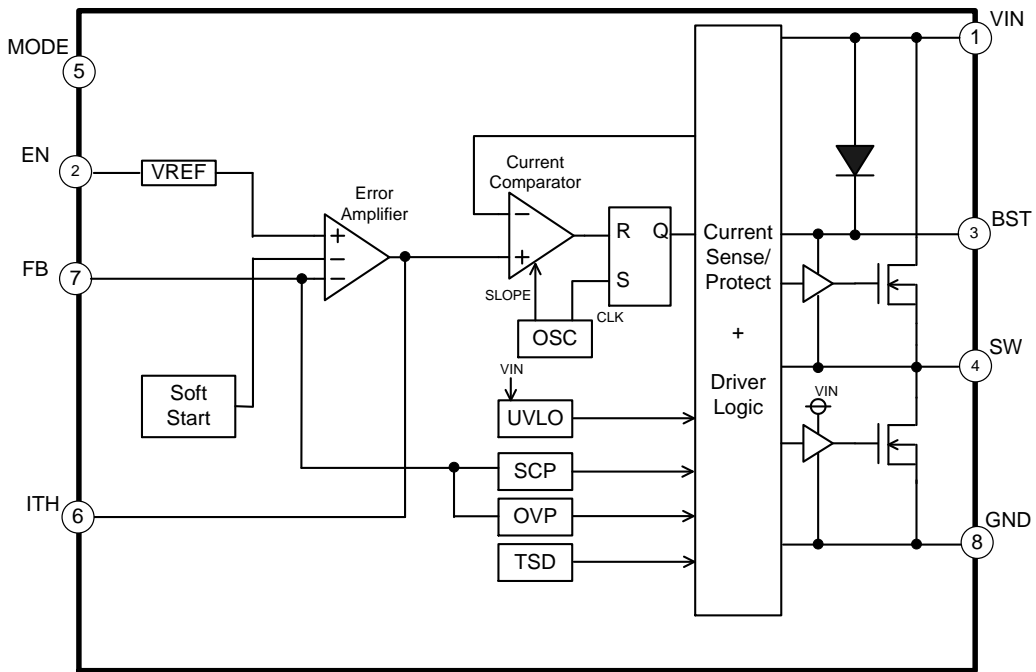 VIN
1
MODE
5
EN
2
VREF
Error
Amplifier
Current
Comparator
R
Q
S
BST
3
FB
7
SLOPE
CLK
OSC
Current
Sense/
Protect
+
Driver
Logic
SW
4
Soft
Start
VIN
UVLO
VIN
SCP
ITH
6
OVP
GND
8
TSD